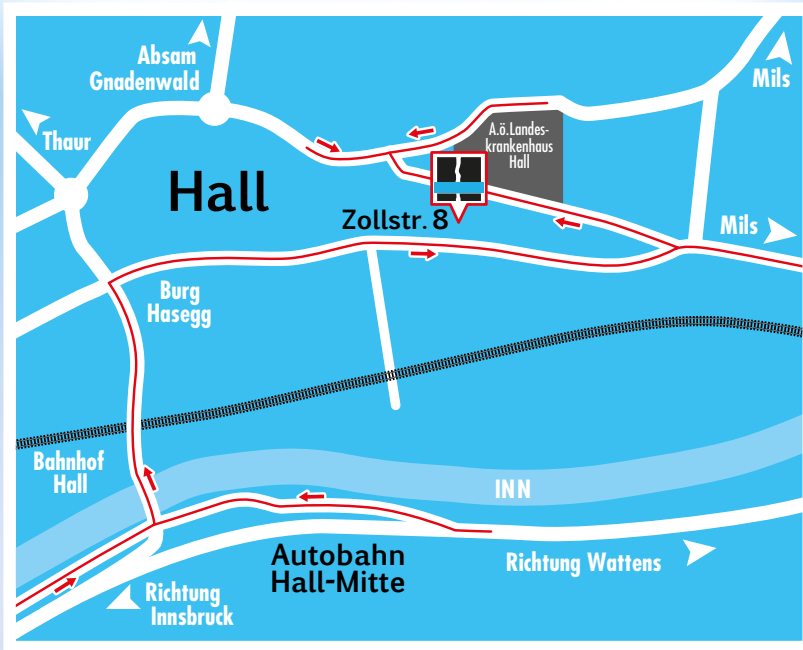 Absam
Gnadenwald
Mils
Thaur
A.ö.Landes-
krankenhaus
Hall
Hall
Zollstr. 8
Mils
Burg
Hasegg
Bahnhof
Hall
INN
Autobahn
Hall-Mitte
Richtung Wattens
Richtung
Innsbruck